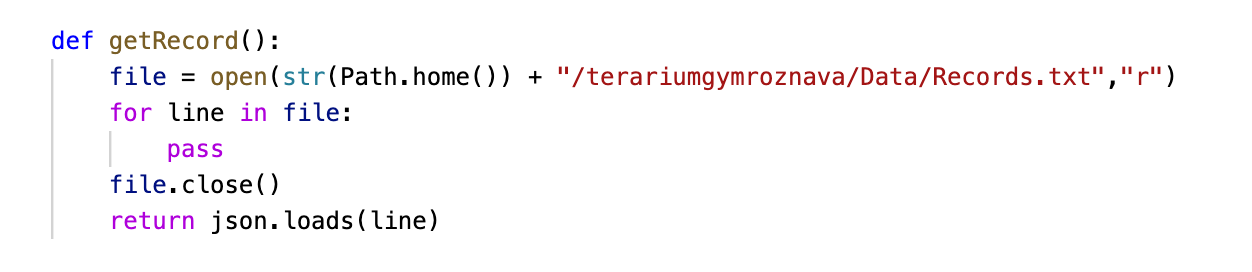 def getRecord():
    file = open(str(Path.home()) + "/terariumgymroznava/Data/Records.txt","r")
    for line in file:
        pass
    file.close()
    return json.loads(line)